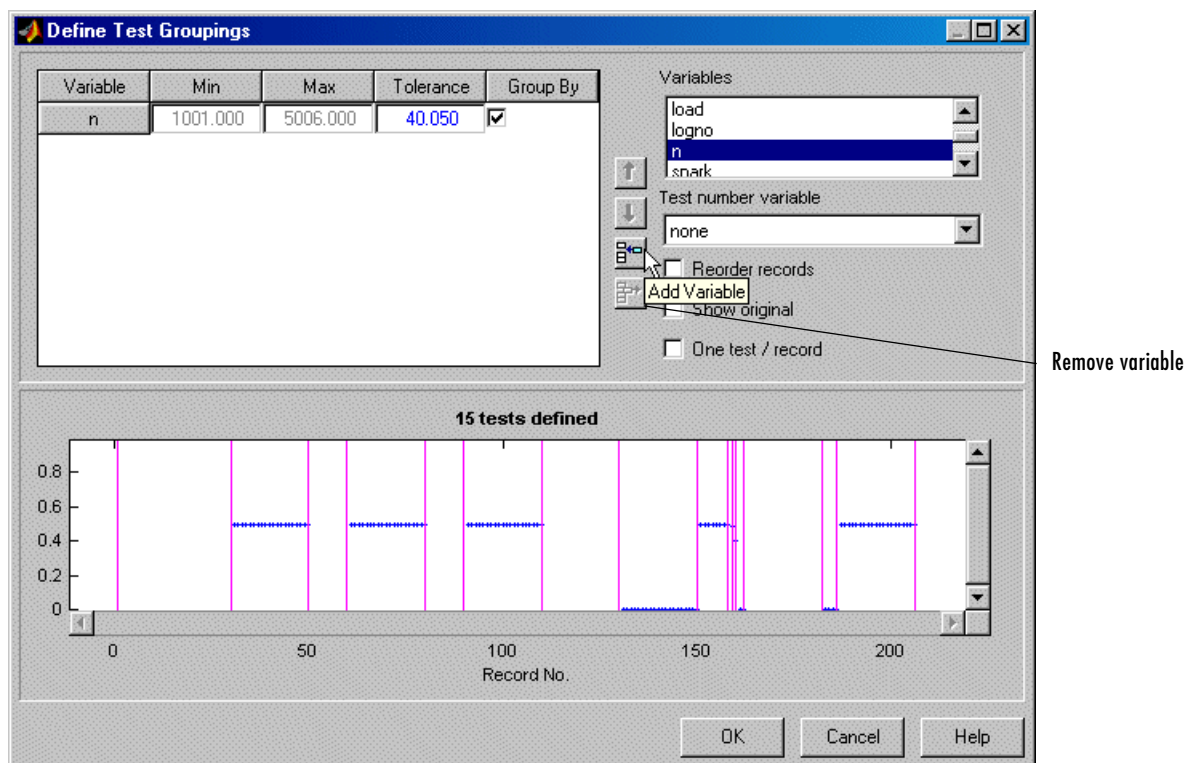 Define Test Groupings
Variable Min Max Tolerance Group By
n 1001.000 5006.000 40.050
Variables
load
logno
n
spark
Test number variable
none
Reorder records
Add Variable
Show original
One test / record
Remove variable
15 tests defined
0.8
0.6
0.4
0.2
0
0 50 100 150 200
Record No.
OK Cancel Help